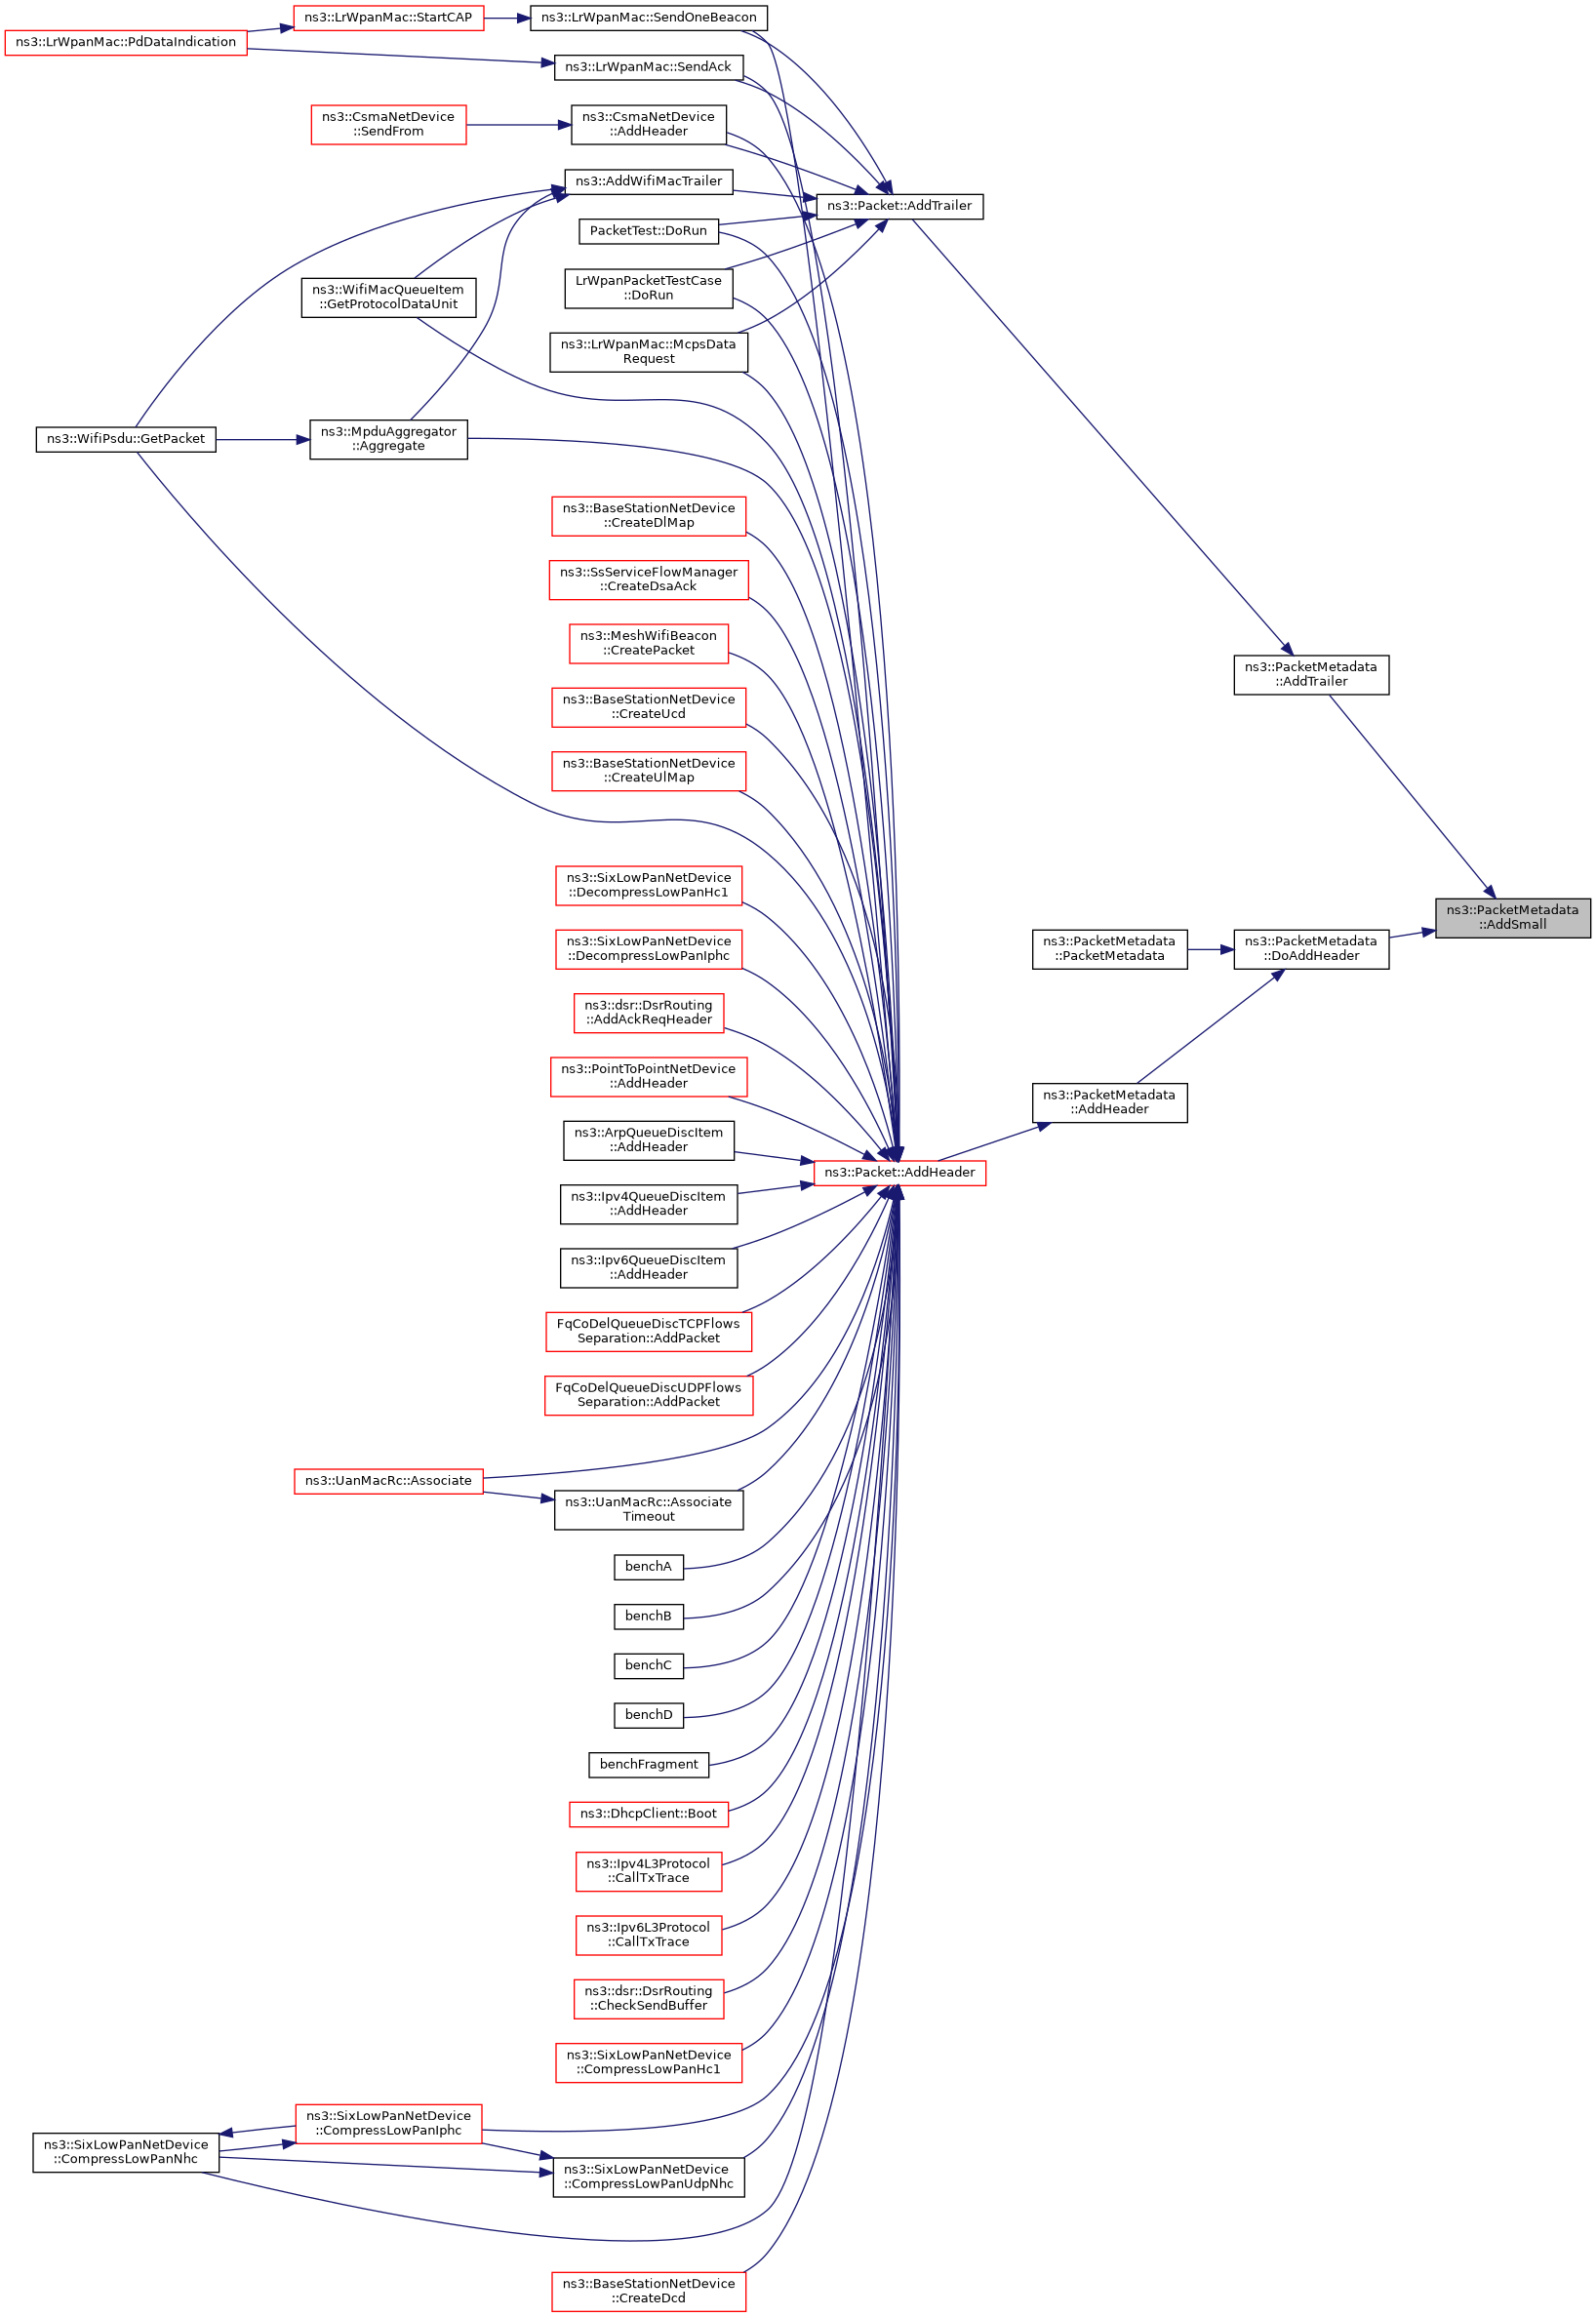 ns3::LrWpanMac::SendOneBeacon
ns3::LrWpanMac::StartCAP
ns3::LrWpanMac::PdDataIndication
ns3::LrWpanMac::SendAck
ns3::CsmaNetDevice
::AddHeader
ns3::CsmaNetDevice
::SendFrom
ns3::AddWifiMacTrailer
ns3::Packet::AddTrailer
PacketTest::DoRun
LrWpanPacketTestCase
::DoRun
ns3::WifiMacQueueItem
::GetProtocolDataUnit
ns3::LrWpanMac::McpsData
Request
ns3::WifiPsdu::GetPacket
ns3::MpduAggregator
::Aggregate
ns3::BaseStationNetDevice
::CreateDlMap
ns3::SsServiceFlowManager
::CreateDsaAck
ns3::MeshWifiBeacon
::CreatePacket
ns3::PacketMetadata
::AddTrailer
ns3::BaseStationNetDevice
::CreateUcd
ns3::BaseStationNetDevice
::CreateUlMap
ns3::SixLowPanNetDevice
::DecompressLowPanHc1
ns3::PacketMetadata
::AddSmall
ns3::SixLowPanNetDevice
::DecompressLowPanIphc
ns3::PacketMetadata
::PacketMetadata
ns3::PacketMetadata
::DoAddHeader
ns3::dsr::DsrRouting
::AddAckReqHeader
ns3::PointToPointNetDevice
::AddHeader
ns3::PacketMetadata
::AddHeader
ns3::ArpQueueDiscItem
::AddHeader
ns3::Packet::AddHeader
ns3::Ipv4QueueDiscItem
::AddHeader
ns3::Ipv6QueueDiscItem
::AddHeader
FqCoDelQueueDiscTCPFlows
Separation::AddPacket
FqCoDelQueueDiscUDPFlows
Separation::AddPacket
ns3::UanMacRc::Associate
ns3::UanMacRc::Associate
Timeout
benchA
benchB
benchC
benchD
benchFragment
ns3::DhcpClient::Boot
ns3::Ipv4L3Protocol
::CallTxTrace
ns3::Ipv6L3Protocol
::CallTxTrace
ns3::dsr::DsrRouting
::CheckSendBuffer
ns3::SixLowPanNetDevice
::CompressLowPanHc1
ns3::SixLowPanNetDevice
::CompressLowPanIphc
ns3::SixLowPanNetDevice
::CompressLowPanNhc
ns3::SixLowPanNetDevice
::CompressLowPanUdpNhc
ns3::BaseStationNetDevice
::CreateDcd